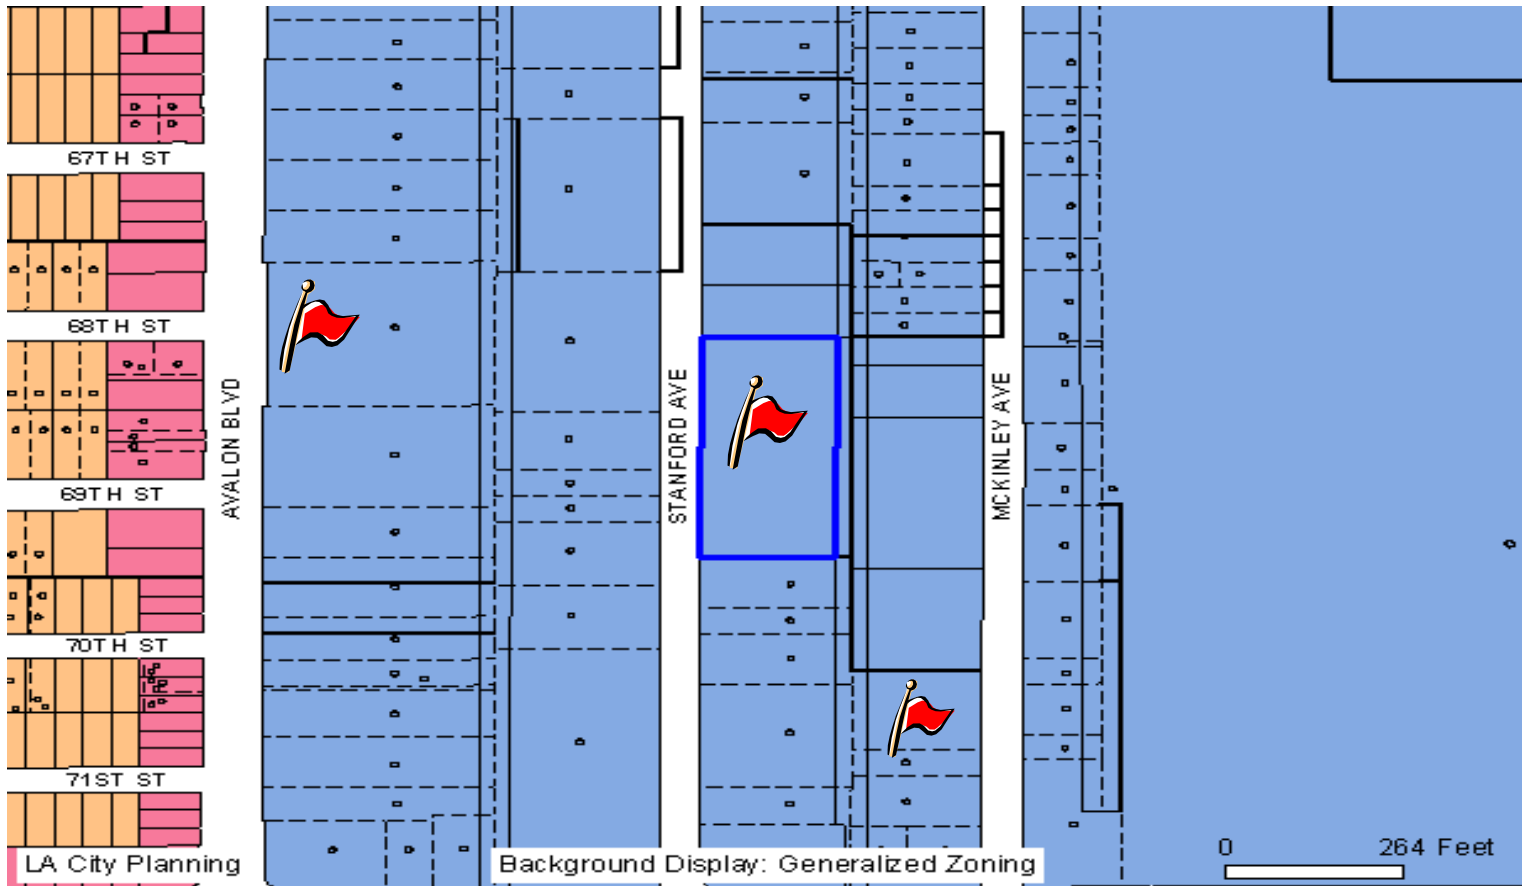 67TH ST
68TH ST
69TH ST
70TH ST
71ST ST
AVALON BLVD
STANFORD AVE
MCKINLEY AVE
0 264 Feet
LA City Planning
Background Display: Generalized Zoning